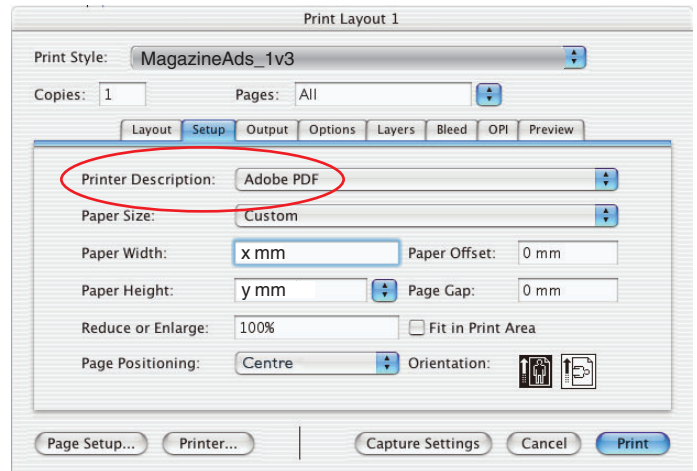 Print Layout 1
Print Style: MagazineAds_1v3
Copies: 1 Pages: All
Layout Setup Output Options Layers Bleed OPI Preview
Printer Description: Adobe PDF
Paper Size: Custom
Paper Width: x mm Paper Offset: 0 mm
Paper Height: y mm Page Gap: 0 mm
Reduce or Enlarge: 100% Fit in Print Area
Page Positioning: Centre Orientation:
Page Setup... Printer... Capture Settings Cancel Print